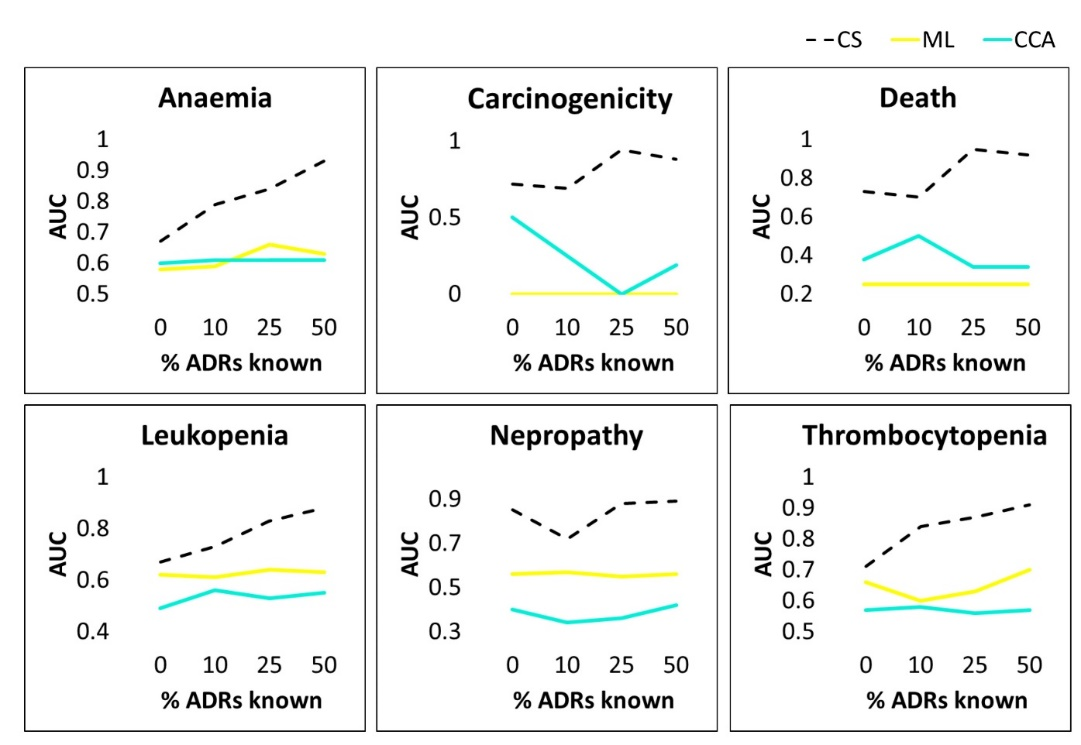 CS ML CCA
Anaemia
1
0.9
0.8
0.7
0.6
0.5
AUC
0 10 25 50
% ADRs known
Carcinogenicity
1
0.5
0
AUC
0 10 25 50
% ADRs known
Death
1
0.8
0.6
0.4
0.2
AUC
0 10 25 50
% ADRs known
Leukopenia
1
0.8
0.6
0.4
AUC
0 10 25 50
% ADRs known
Nepropathy
0.9
0.7
0.5
0.3
AUC
0 10 25 50
% ADRs known
Thrombocytopenia
1
0.9
0.8
0.7
0.6
0.5
AUC
0 10 25 50
% ADRs known